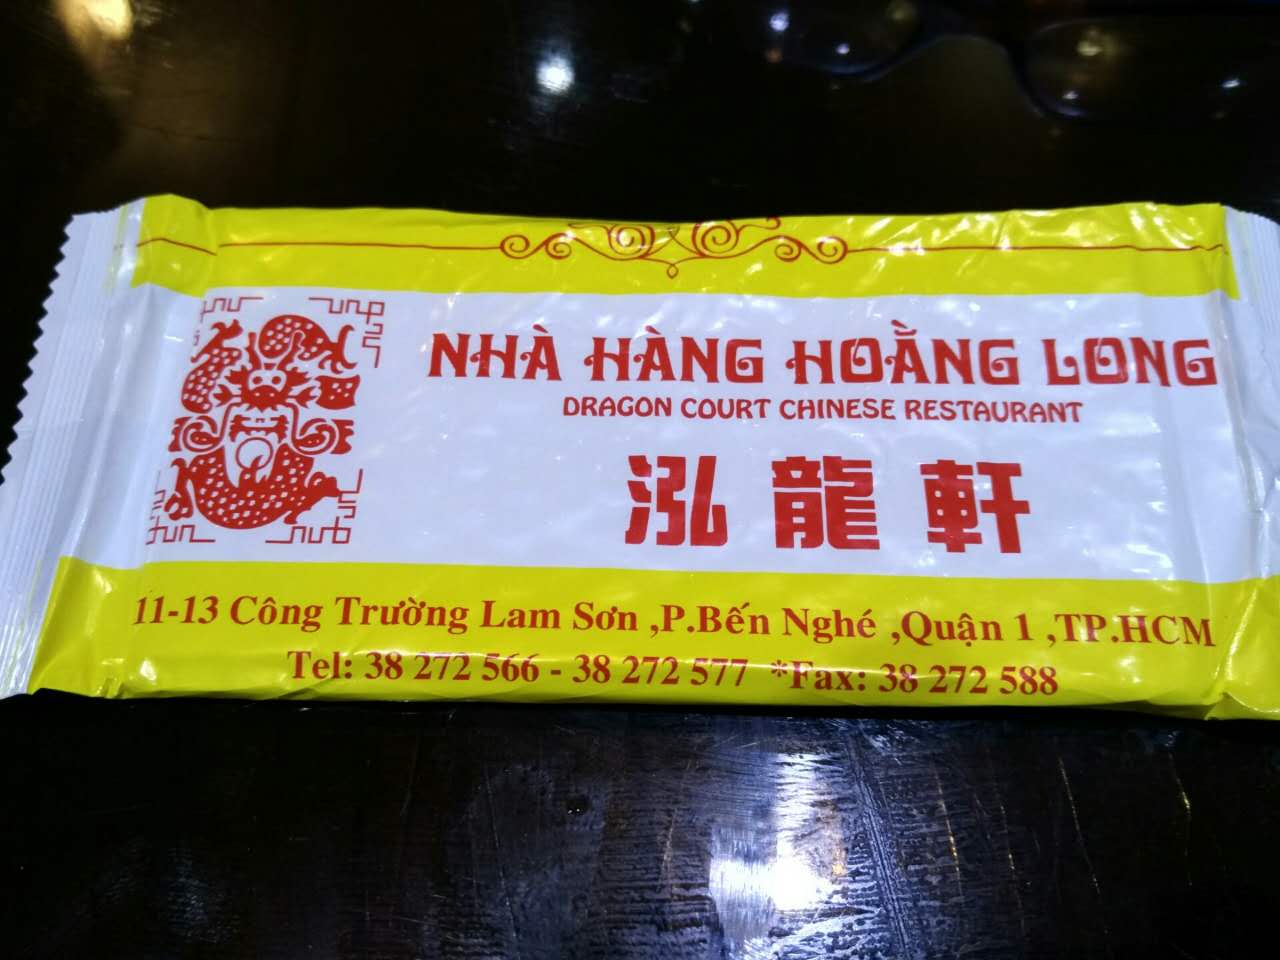 NHÀ HÀNG HOẰNG LONG
DRAGON COURT CHINESE RESTAURANT
泓龍軒
11-13 Công Trường Lam Sơn ,P.Bến Nghé ,Quận 1 ,TP.HCM
Tel: 38 272 566 - 38 272 577 *Fax: 38 272 588